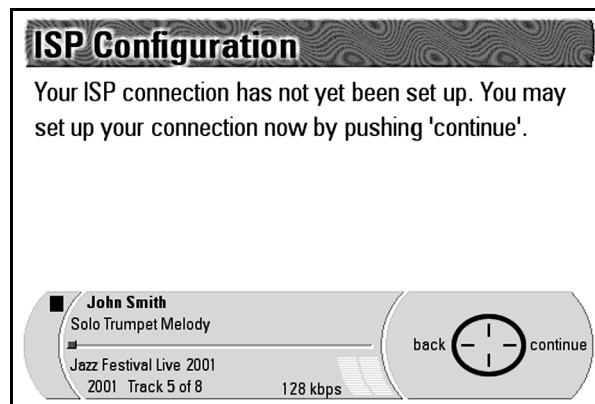 ISP Configuration
Your ISP connection has not yet been set up. You may
set up your connection now by pushing 'continue'.
John Smith
Solo Trumpet Melody
Jazz Festival Live 2001
2001 Track 5 of 8 128 kbps
back continue